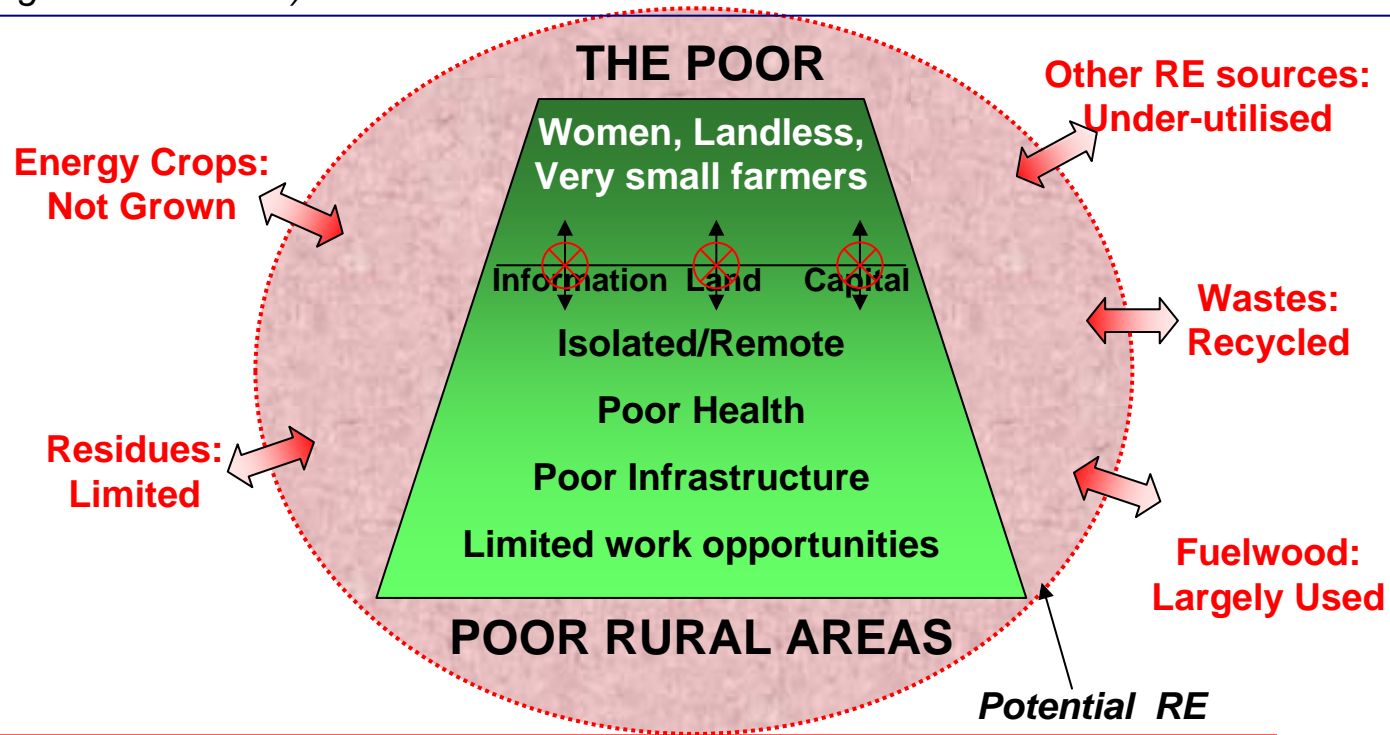 THE POOR
Other RE sources:
Under-utilised
Women, Landless,
Very small farmers
Energy Crops:
Not Grown
Information Land Capital
Wastes:
Recycled
Isolated/Remote
Poor Health
Residues:
Limited
Poor Infrastructure
Limited work opportunities
Fuelwood:
Largely Used
POOR RURAL AREAS
Potential RE